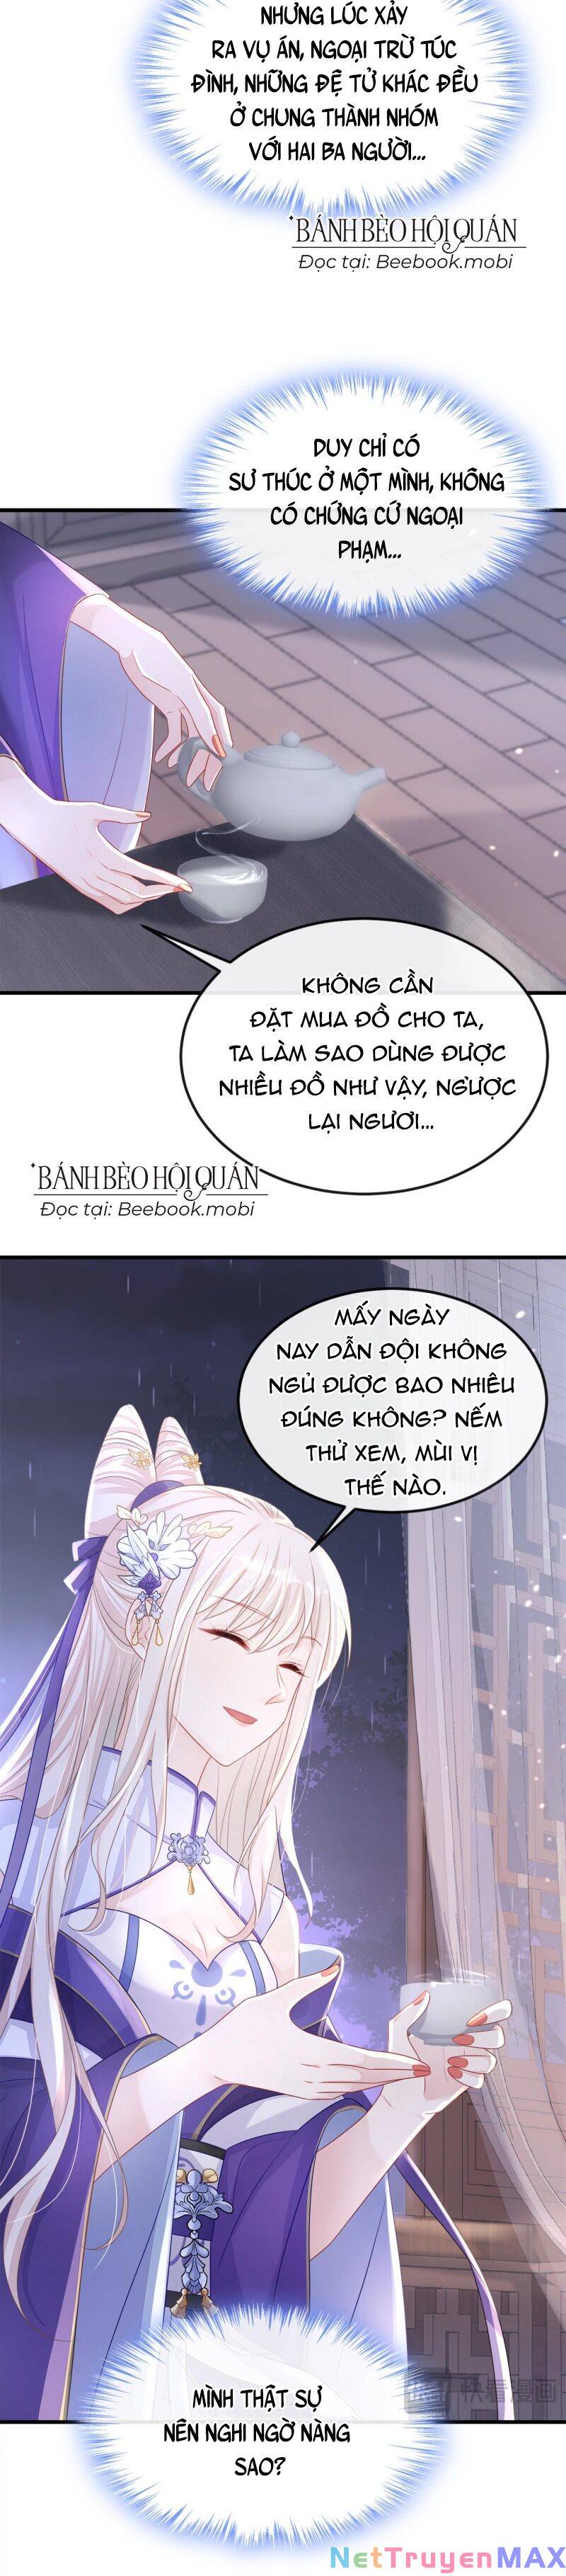 NHƯNG LÚC XẢY
RA VỤ ÁN, NGOẠI TRỪ TÚC
ĐÌNH, NHỮNG ĐỆ TỬ KHÁC ĐỀU
Ở CHUNG THÀNH NHÓM
VỚI HAI BA NGƯỜI...
BÁNH BÈO HỘI QUÁN
Đọc tại: Beebook.mobi
DUY CHỈ CÓ
SƯ THÚC Ở MỘT MÌNH, KHÔNG
CÓ CHỨNG CỨ NGOẠI
PHẠM...
KHÔNG CẦN
ĐẶT MUA ĐỒ CHO TA,
TA LÀM SAO DÙNG ĐƯỢC
NHIỀU ĐỒ NHƯ VẬY, NGƯỢC
LẠI NGƯƠI...
BÁNH BÈO HỘI QUÁN
Đọc tại: Beebook.mobi
MẤY NGÀY
NAY DẪN ĐỘI KHÔNG
NGỦ ĐƯỢC BAO NHIÊU
ĐÚNG KHÔNG? NẾM
THỬ XEM, MÙI VỊ
THẾ NÀO.
快看漫画
MÌNH THẬT SỰ
NÊN NGHI NGỜ NÀNG
SAO?
NETTRUYENMAX